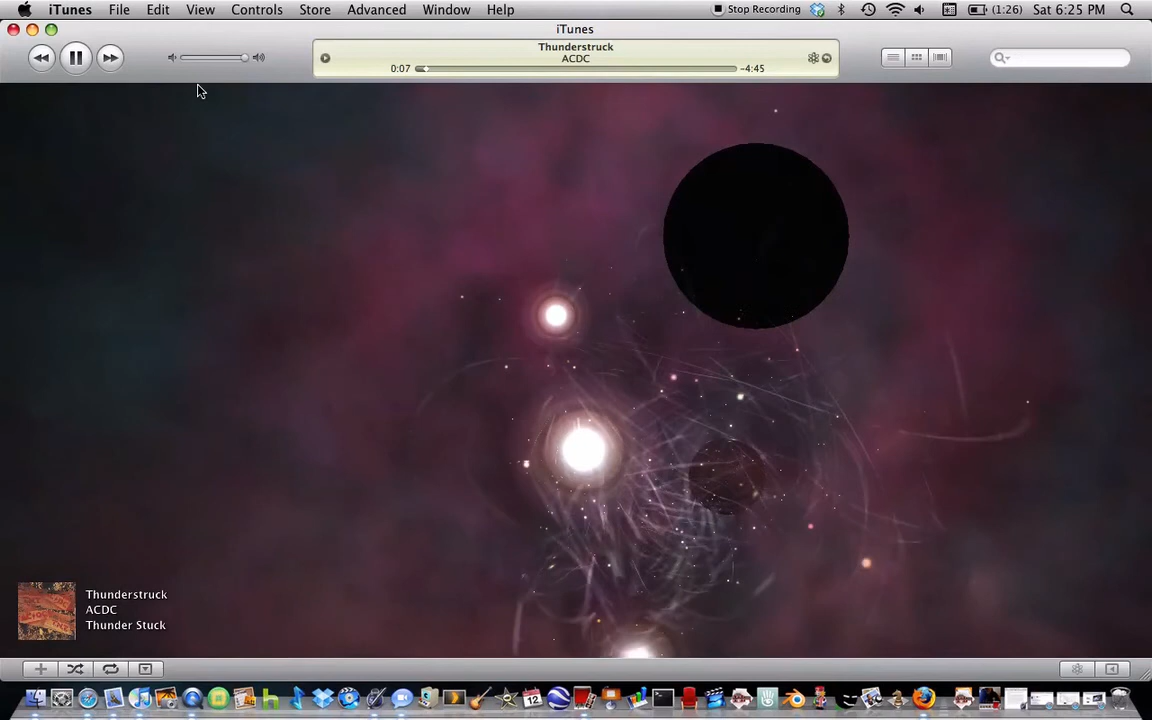 iTunes File Edit View Controls Store Advanced Window Help Stop Recording (1:26) Sat 6:25 PM
iTunes
Thunderstruck
ACDC
0:07 -4:45
Thunderstruck
ACDC
Thunder Stuck
12